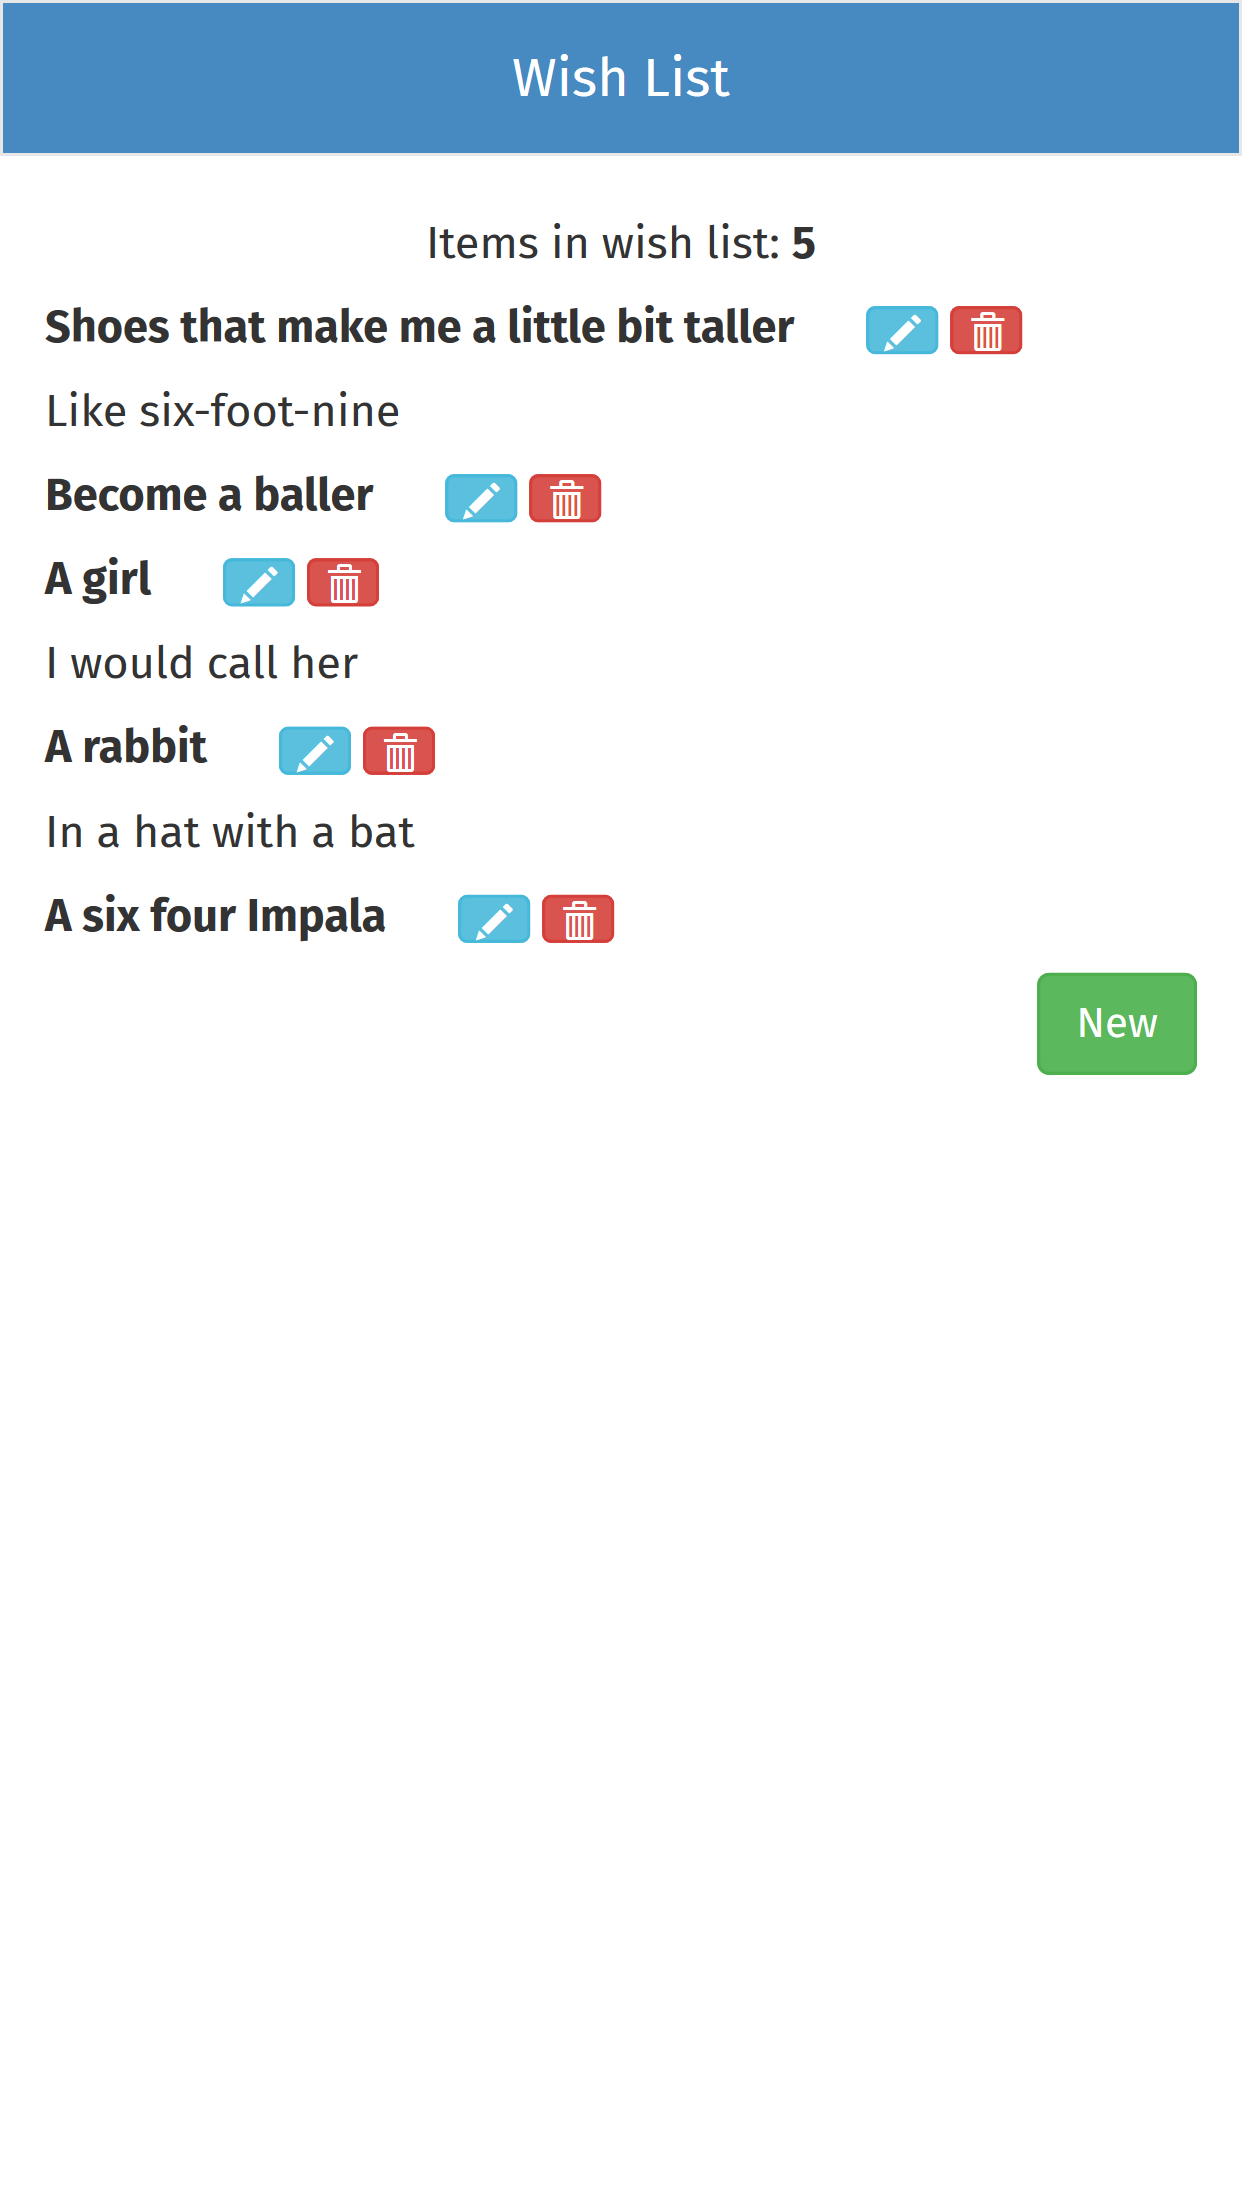 Wish List
Items in wish list: 5
Shoes that make me a little bit taller
Like six-foot-nine
Become a baller
A girl
I would call her
A rabbit
In a hat with a bat
A six four Impala
New